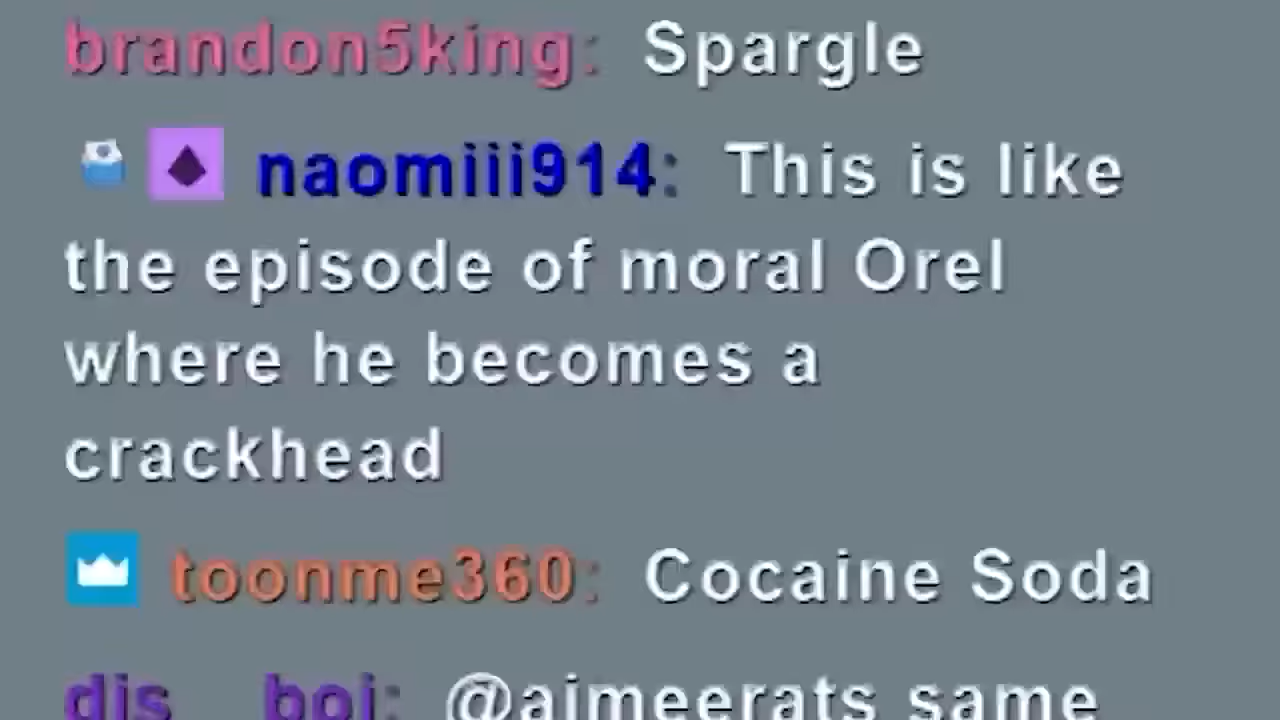 brandon5king: Spargle
naomiii914: This is like
the episode of moral Orel
where he becomes a
crackhead
toonme360: Cocaine Soda
dis__boi: @aimeerats same